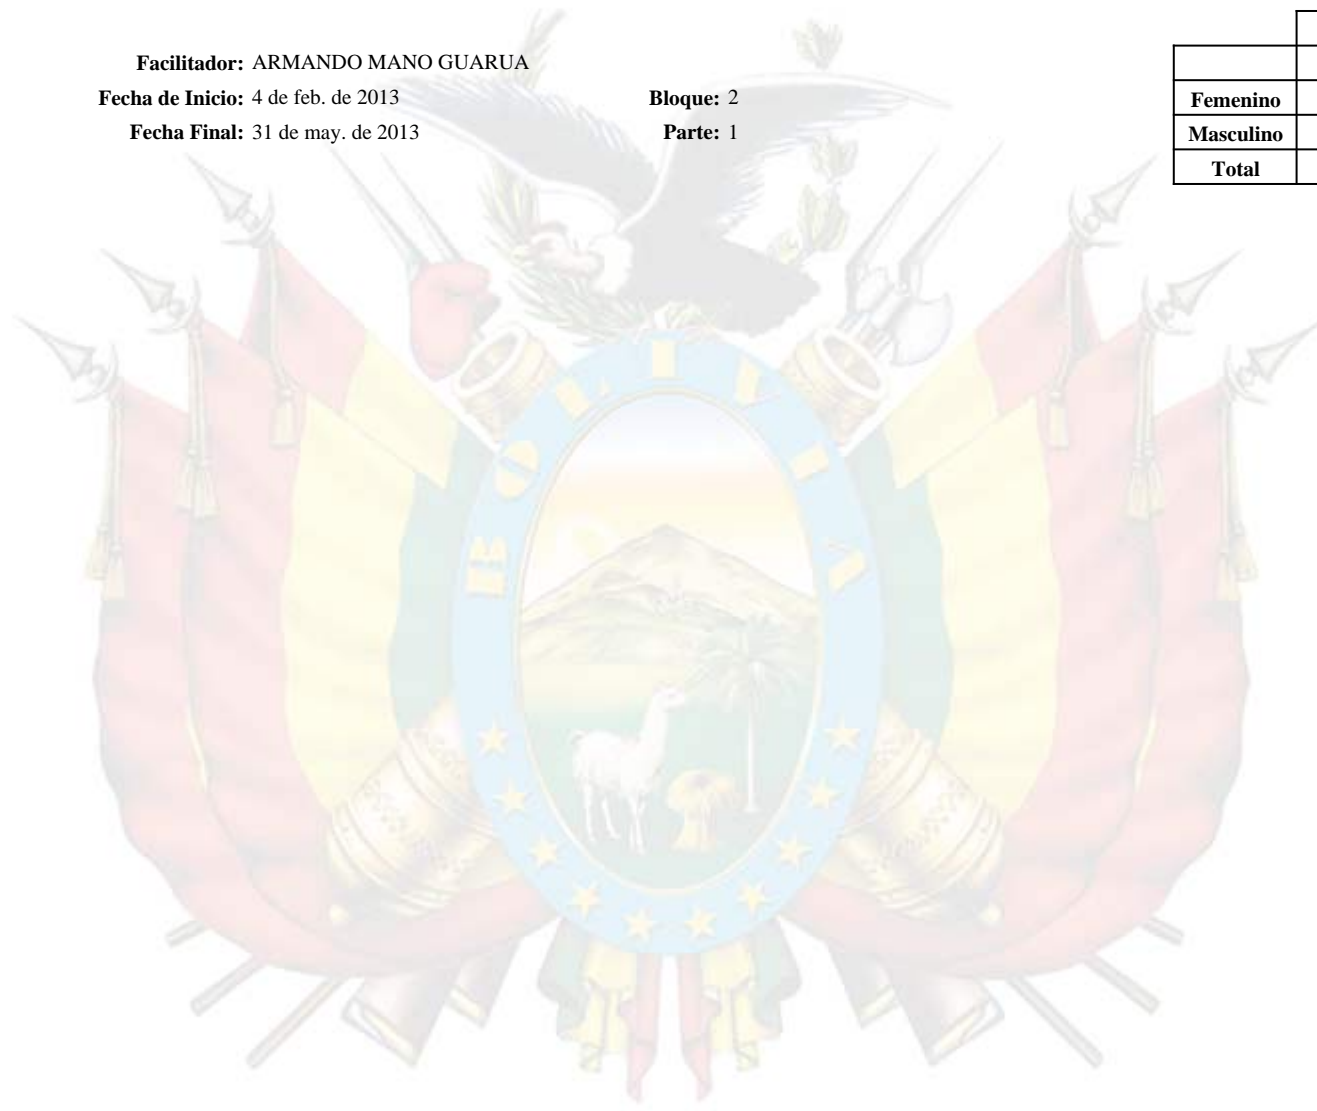 Facilitador: ARMANDO MANO GUARUA
Fecha de Inicio: 4 de feb. de 2013 Bloque: 2
Fecha Final: 31 de may. de 2013 Parte: 1
Femenino
Masculino
Total
BOLIVIA